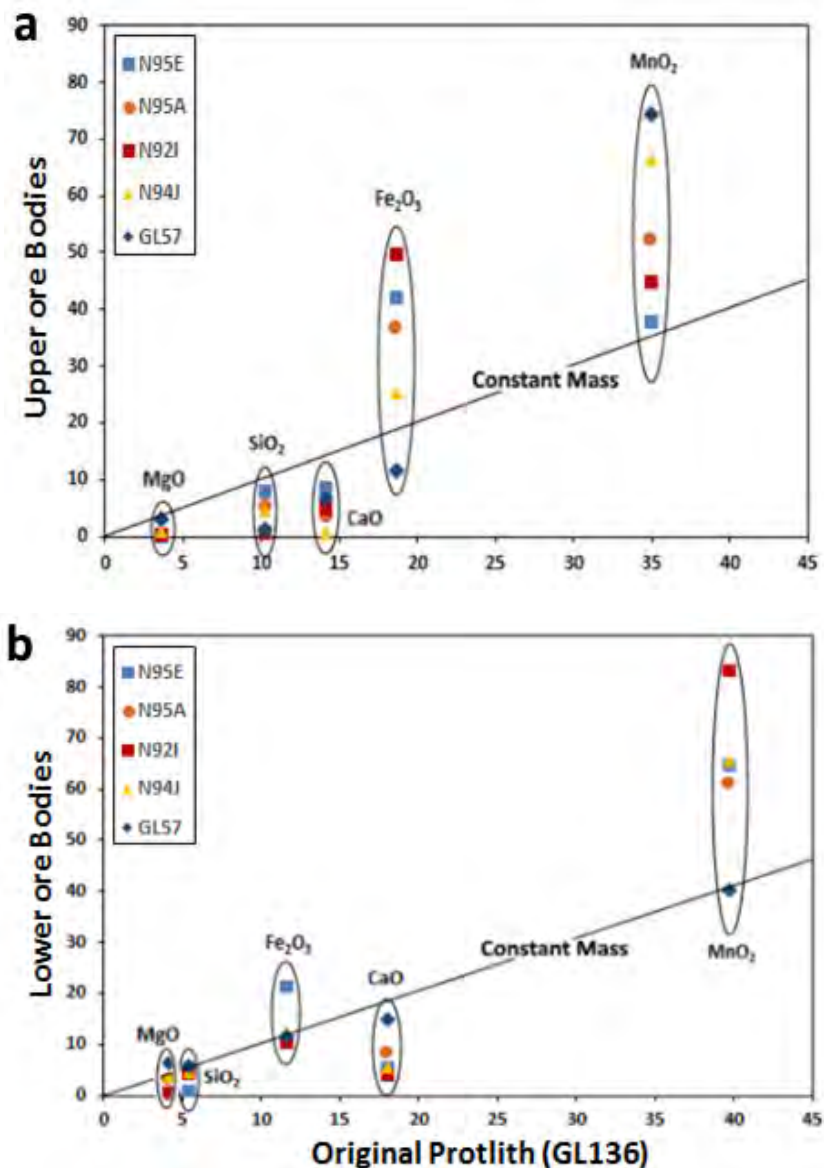 a
90
80
70
60
50
40
30
20
10
0
Upper ore Bodies
N95E
N95A
N92I
N94J
GL57
MnO₂
Fe₂O₃
Constant Mass
SiO₂
MgO
CaO
0 5 10 15 20 25 30 35 40 45
b
90
80
70
60
50
40
30
20
10
0
Lower ore Bodies
N95E
N95A
N92I
N94J
GL57
Fe₂O₃
CaO
Constant Mass
MnO₂
MgO
SiO₂
0 5 10 15 20 25 30 35 40 45
Original Protlith (GL136)